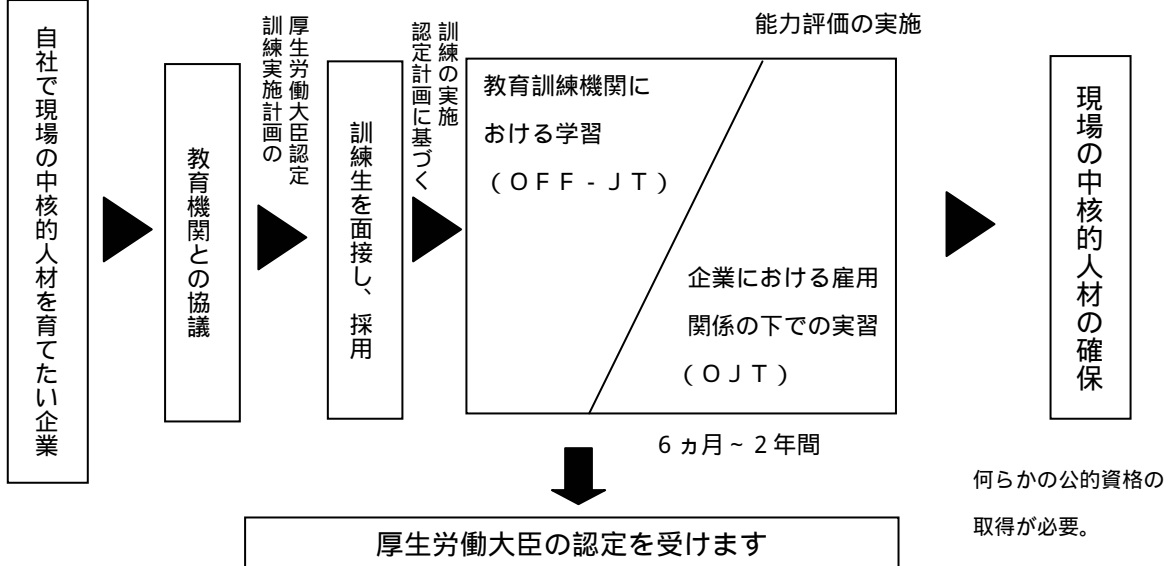 自社で現場の中核的人材を育てたい企業
教育機関との協議
厚生労働大臣認定
訓練実施計画の
訓練生を面接し、採用
訓練の実施
認定計画に基づく
能力評価の実施
教育訓練機関に
おける学習
(OFF-JT)
企業における雇用
関係の下での実習
(OJT)
6ヵ月~2年間
現場の中核的人材の確保
何らかの公的資格の
取得が必要。
厚生労働大臣の認定を受けます